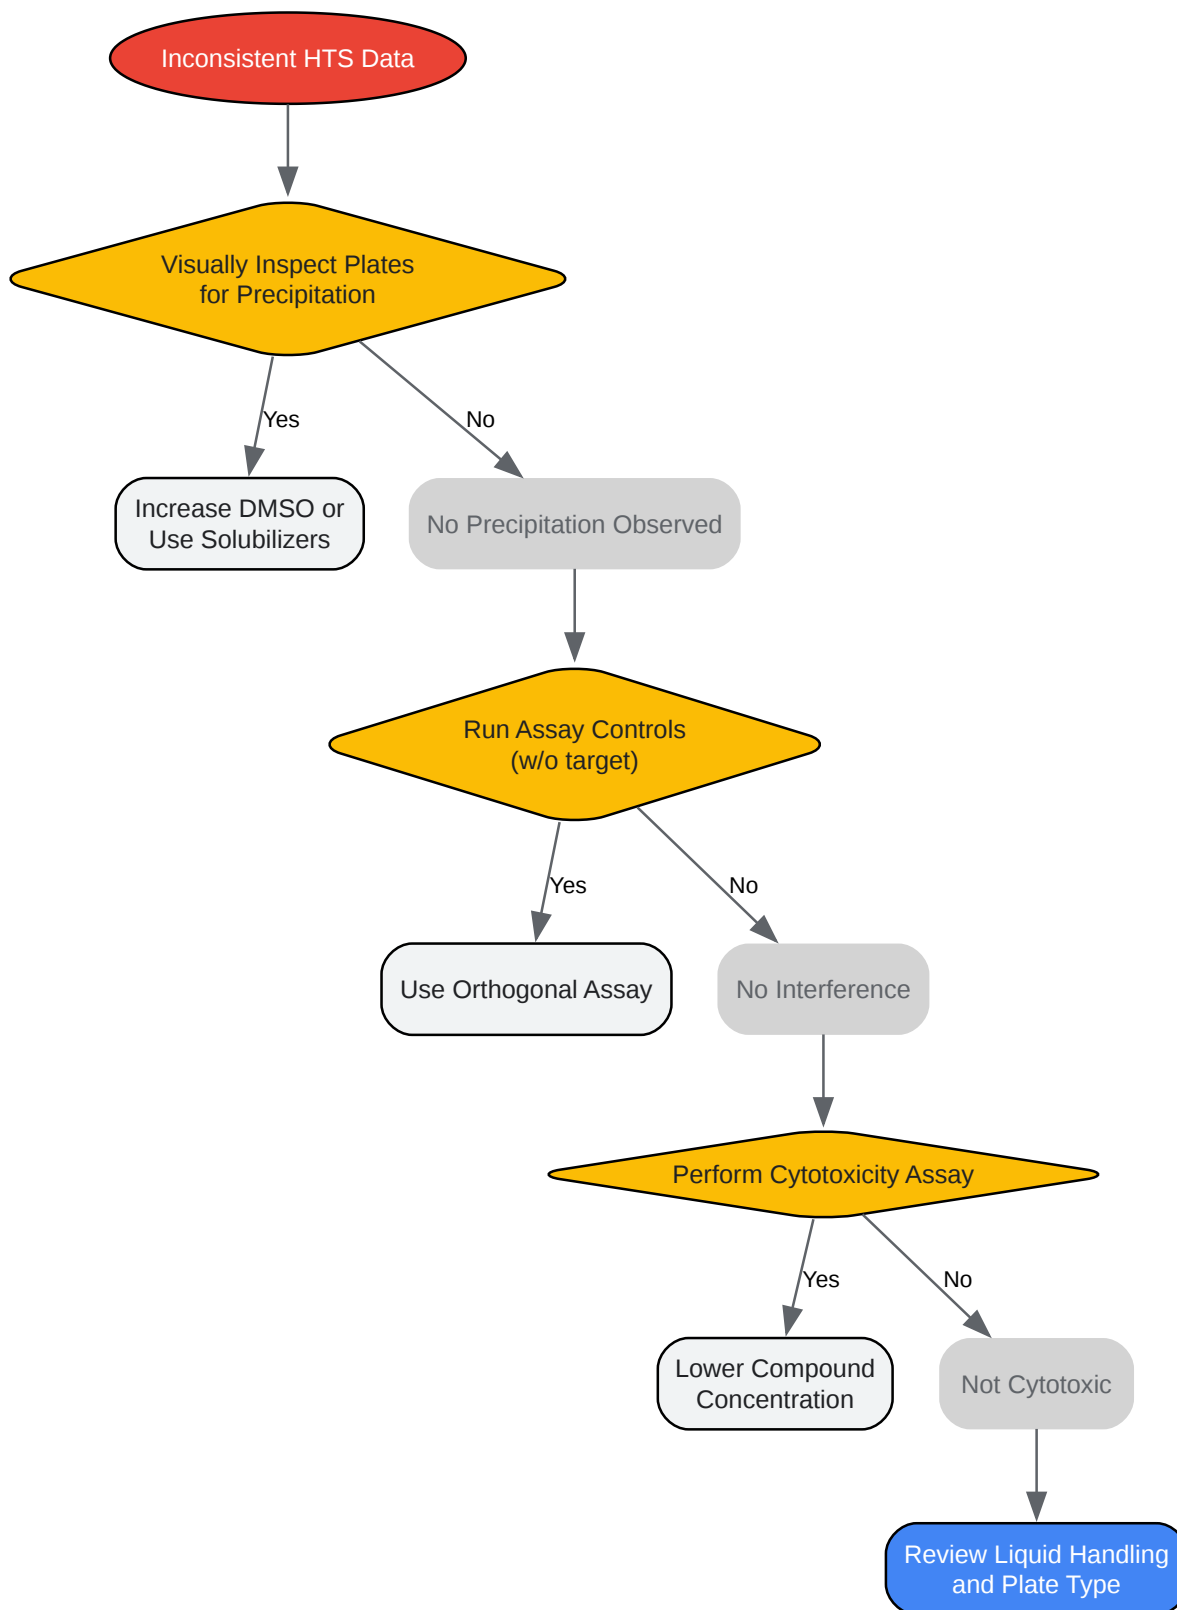 Inconsistent HTS Data
Visually Inspect Plates
for Precipitation
Yes
No
Increase DMSO or
Use Solubilizers
No Precipitation Observed
Run Assay Controls
(w/o target)
Yes
No
Use Orthogonal Assay
No Interference
Perform Cytotoxicity Assay
Yes
No
Lower Compound
Concentration
Not Cytotoxic
Review Liquid Handling
and Plate Type